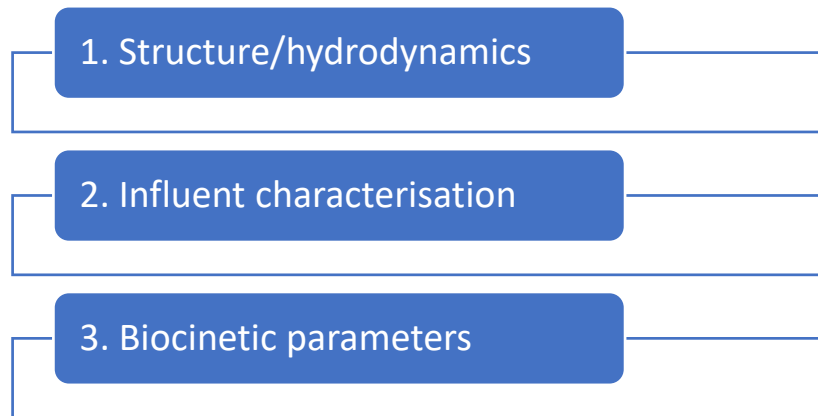 1. Structure/hydrodynamics
2. Influent characterisation
3. Biocinetic parameters